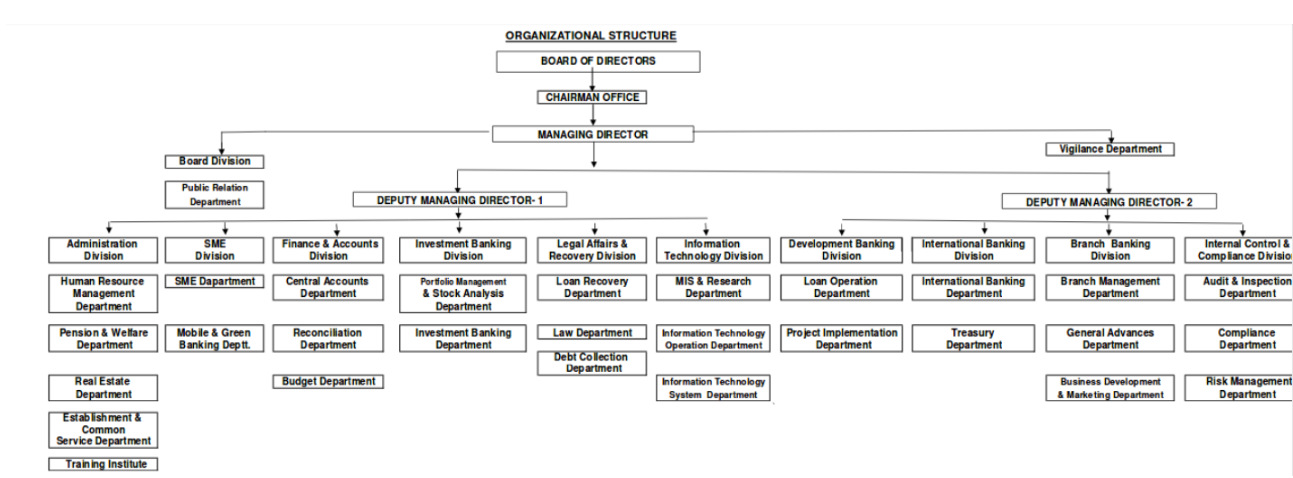 ORGANIZATIONAL STRUCTURE
BOARD OF DIRECTORS
CHAIRMAN OFFICE
MANAGING DIRECTOR
Board Division
Vigilance Department
Public Relation
Department
DEPUTY MANAGING DIRECTOR- 1
DEPUTY MANAGING DIRECTOR- 2
Administration
Division
Human Resource
Management
Department
Pension & Welfare
Department
Real Estate
Department
Establishment &
Common
Service Department
Training Institute
SME
Division
SME Dapartment
Mobile & Green
Banking Deptt.
Finance & Accounts
Division
Central Accounts
Department
Reconciliation
Department
Budget Department
Investment Banking
Division
Portfolio Management
& Stock Analysis
Department
Investment Banking
Department
Legal Affairs &
Recovery Division
Loan Recovery
Department
Law Department
Debt Collection
Department
Information
Technology Division
MIS & Research
Department
Information Technology
Operation Department
Information Technology
System Department
Development Banking
Division
Loan Operation
Department
Project Implementation
Department
International Banking
Division
International Banking
Department
Treasury
Department
Branch Banking
Division
Branch Management
Department
General Advances
Department
Business Development
& Marketing Department
Internal Control &
Compliance Divisio
Audit & Inspection
Department
Compliance
Department
Risk Management
Department